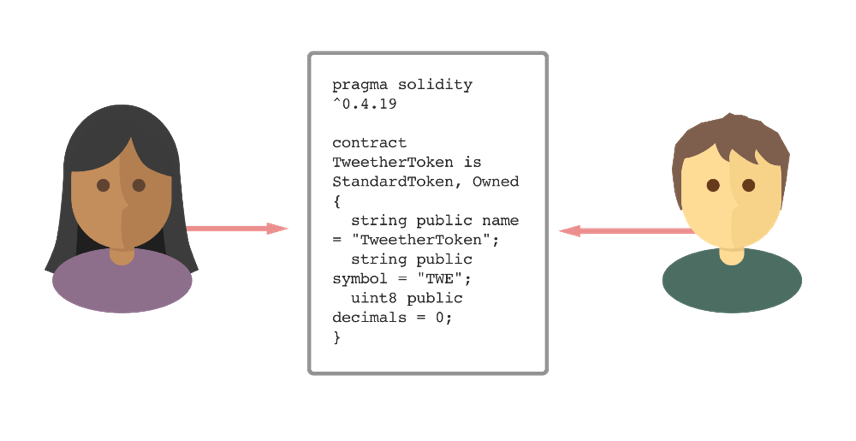 pragma solidity
^0.4.19
contract
TweetherToken is
StandardToken, Owned
{
string public name
= "TweetherToken";
string public
symbol = "TWE";
uint8 public
decimals = 0;
}